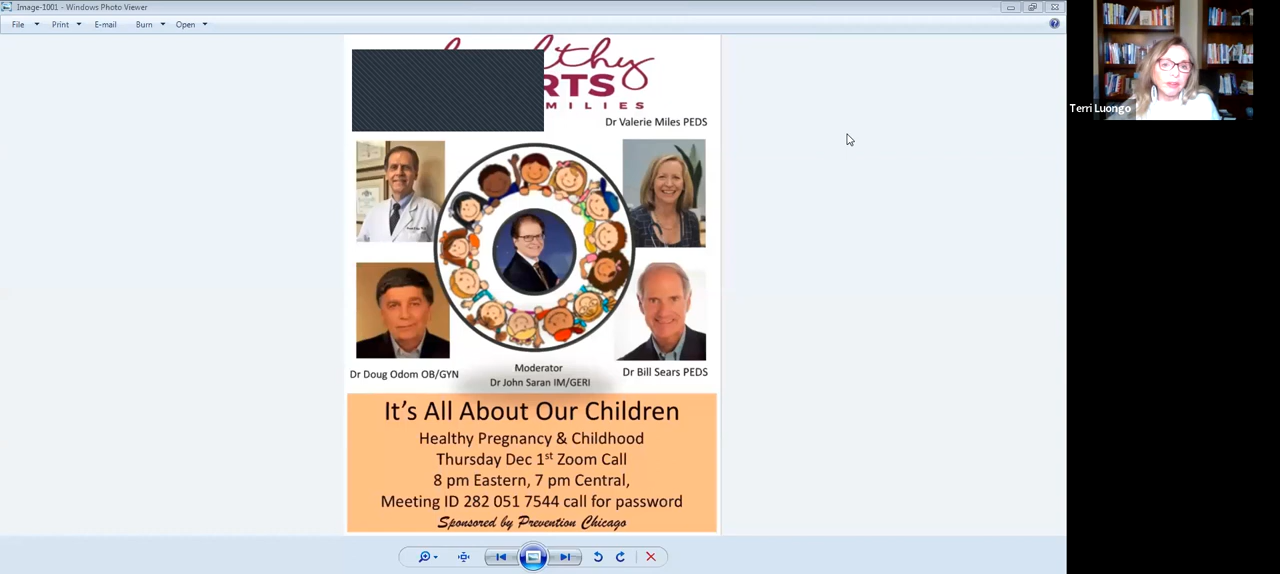 Image-1001 - Windows Photo Viewer
File Print E-mail Burn Open
lthy
RTS
MILIES
Dr Valerie Miles PEDS
Terri Luongo
Dr Doug Odom OB/GYN
Moderator
Dr John Saran IM/GERI
Dr Bill Sears PEDS
It's All About Our Children
Healthy Pregnancy & Childhood
Thursday Dec 1st Zoom Call
8 pm Eastern, 7 pm Central,
Meeting ID 282 051 7544 call for password
Sponsored by Prevention Chicago